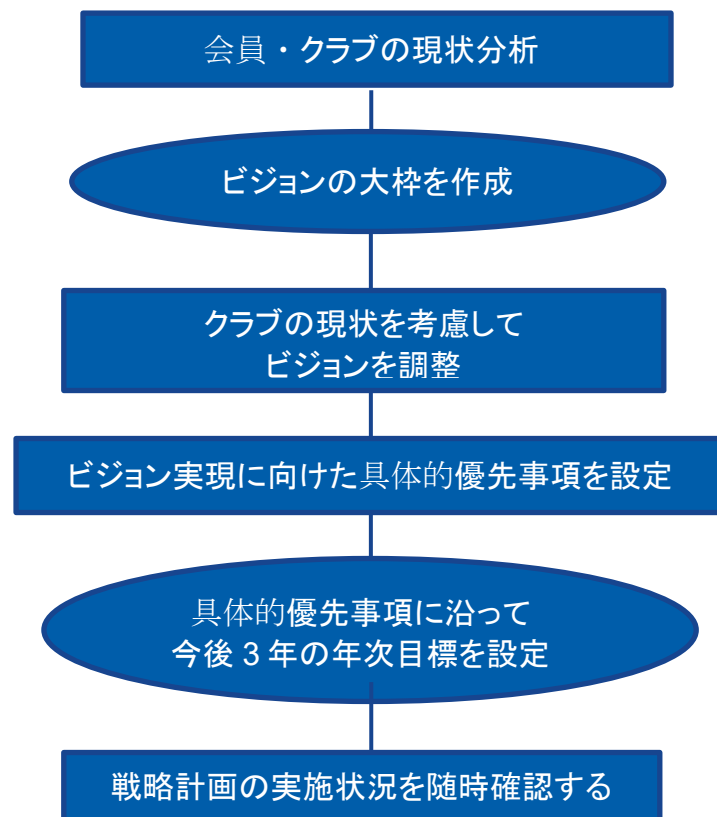 会員・クラブの現状分析
ビジョンの大枠を作成
クラブの現状を考慮して
ビジョンを調整
ビジョン実現に向けた具体的優先事項を設定
具体的優先事項に沿って
今後 3 年の年次目標を設定
戦略計画の実施状況を随時確認する